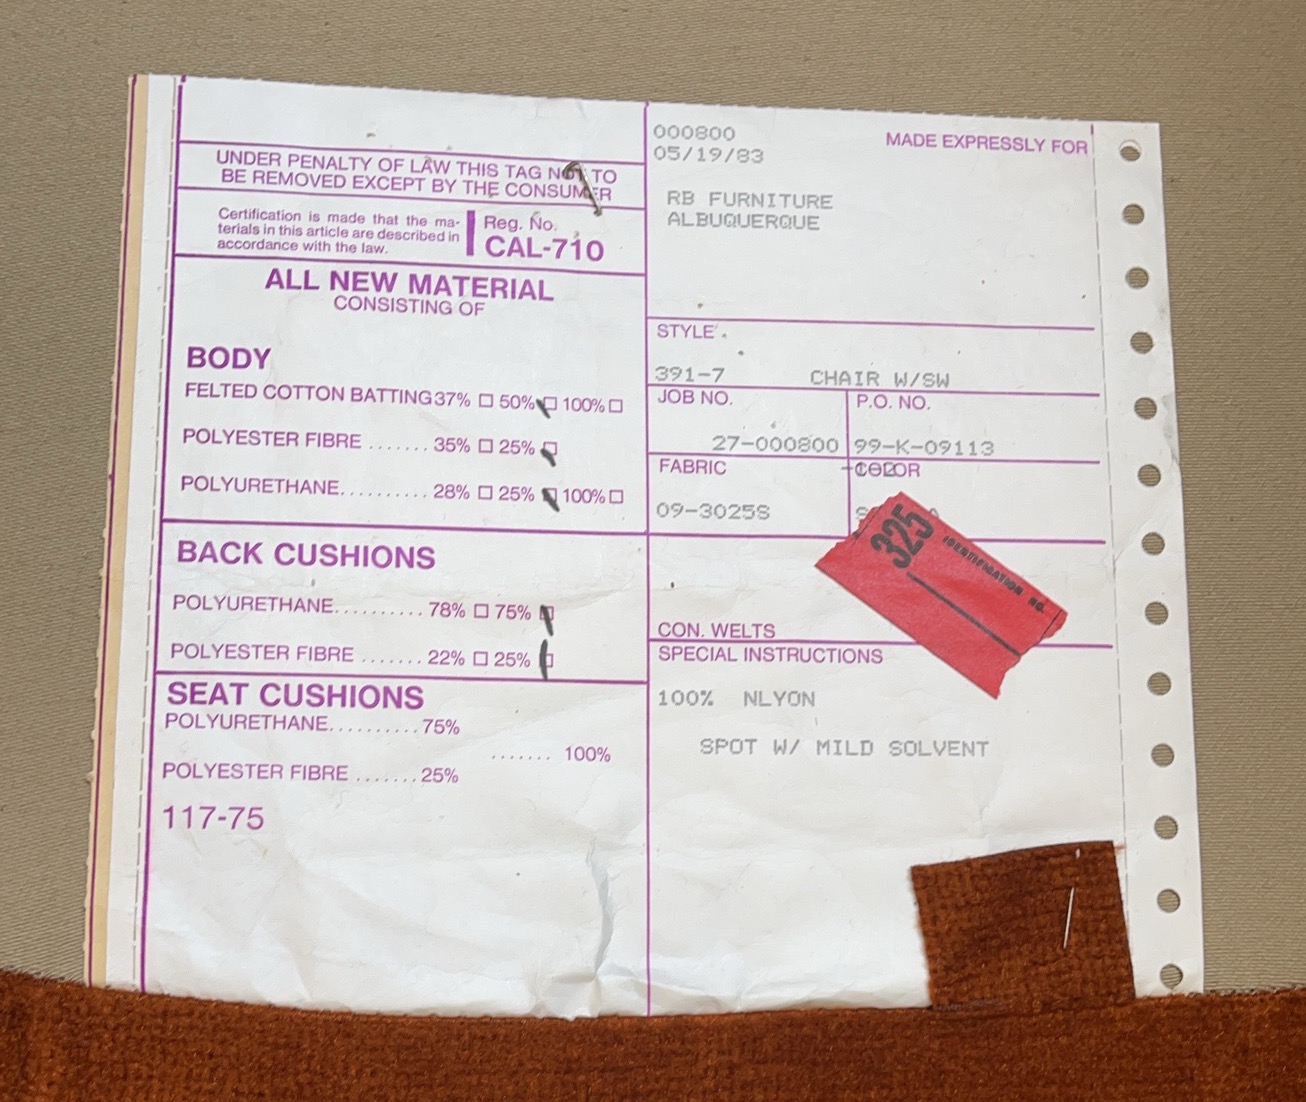 UNDER PENALTY OF LAW THIS TAG NOT TO
BE REMOVED EXCEPT BY THE CONSUMER
Certification is made that the ma-
terials in this article are described in
accordance with the law.
Reg. No.
CAL-710
ALL NEW MATERIAL
CONSISTING OF
BODY
FELTED COTTON BATTING 37% □ 50% □ 100% □
POLYESTER FIBRE ....... 35% □ 25% □
POLYURETHANE.......... 28% □ 25% □ 100% □
BACK CUSHIONS
POLYURETHANE.......... 78% □ 75% □
POLYESTER FIBRE ....... 22% □ 25% □
SEAT CUSHIONS
POLYURETHANE.......... 75%
....... 100%
POLYESTER FIBRE ....... 25%
117-75
000800
MADE EXPRESSLY FOR
05/19/83
RB FURNITURE
ALBUQUERQUE
STYLE
391-7 CHAIR W/SW
JOB NO.
27-000800
P.O. NO.
99-K-09113
FABRIC
09-3025S
COLOR
325
IDENTIFICATION NO.
CON. WELTS
SPECIAL INSTRUCTIONS
100% NLYON
SPOT W/ MILD SOLVENT